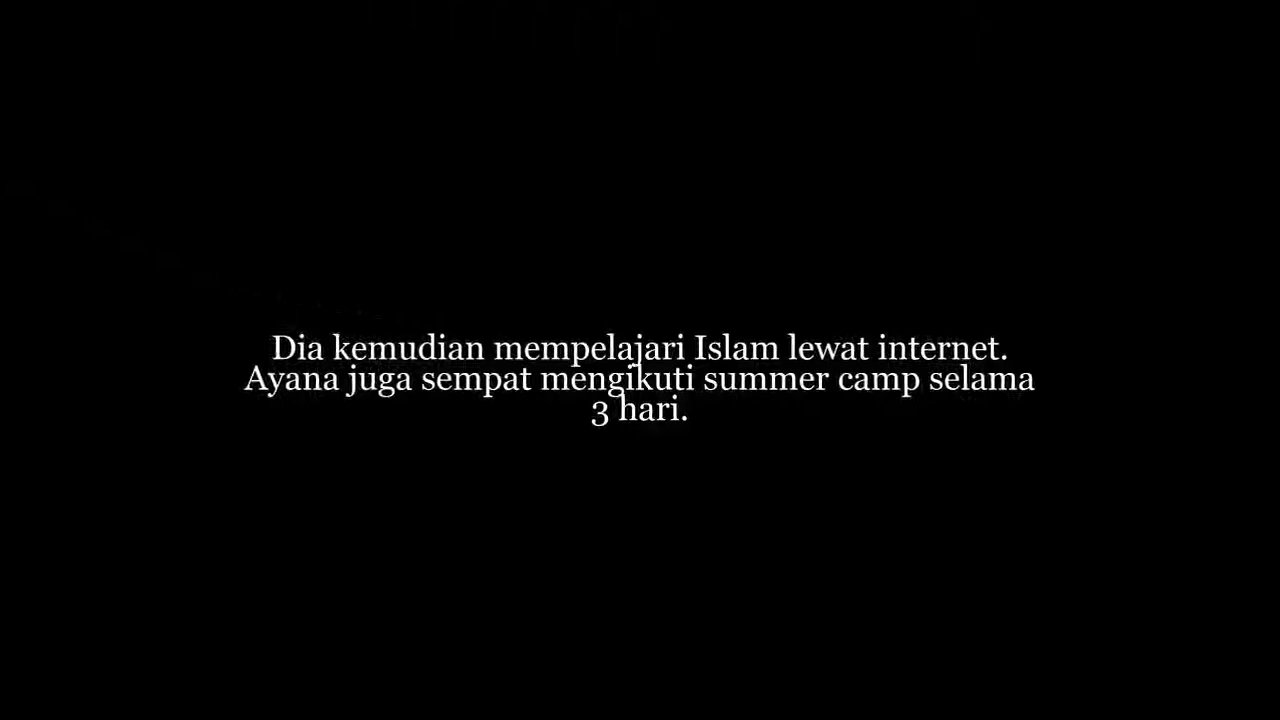 Dia kemudian mempelajari Islam lewat internet.
Ayana juga sempat mengikuti summer camp selama
3 hari.